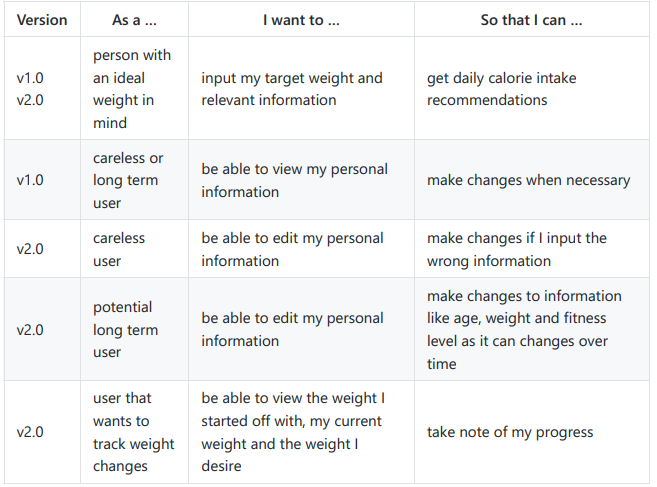 Version As a ... I want to ... So that I can ...
person with
an ideal
weight in
mind
v1.0
v2.0
input my target weight and
relevant information
get daily calorie intake
recommendations
v1.0
careless or
long term
user
be able to view my personal
information
make changes when necessary
v2.0
careless
user
be able to edit my personal
information
make changes if I input the
wrong information
v2.0
potential
long term
user
be able to edit my personal
information
make changes to information
like age, weight and fitness
level as it can changes over
time
v2.0
user that
wants to
track weight
changes
be able to view the weight I
started off with, my current
weight and the weight I
desire
take note of my progress